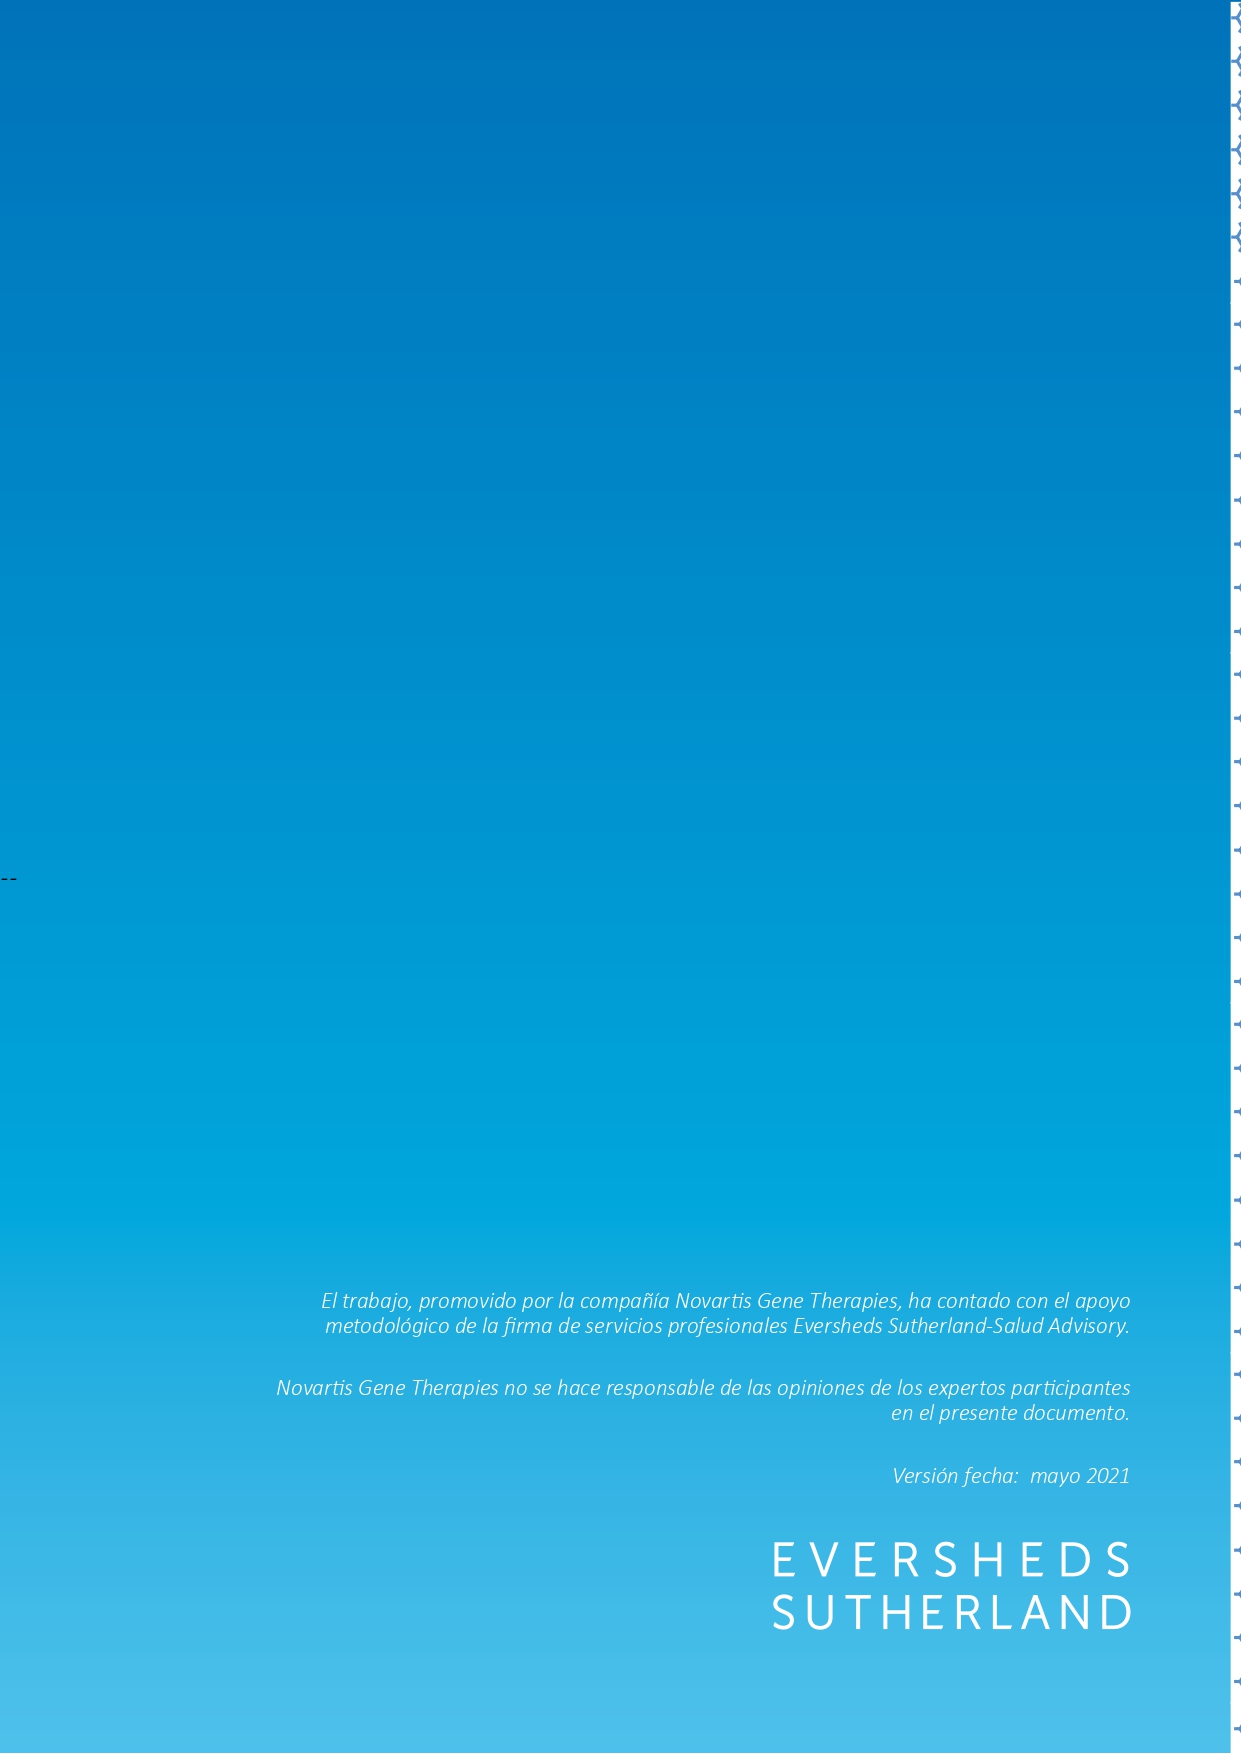 --
El trabajo, promovido por la compañía Novartis Gene Therapies, ha contado con el apoyo
metodológico de la firma de servicios profesionales Eversheds Sutherland-Salud Advisory.
Novartis Gene Therapies no se hace responsable de las opiniones de los expertos participantes
en el presente documento.
Versión fecha:  mayo 2021
EVERSHEDS
SUTHERLAND